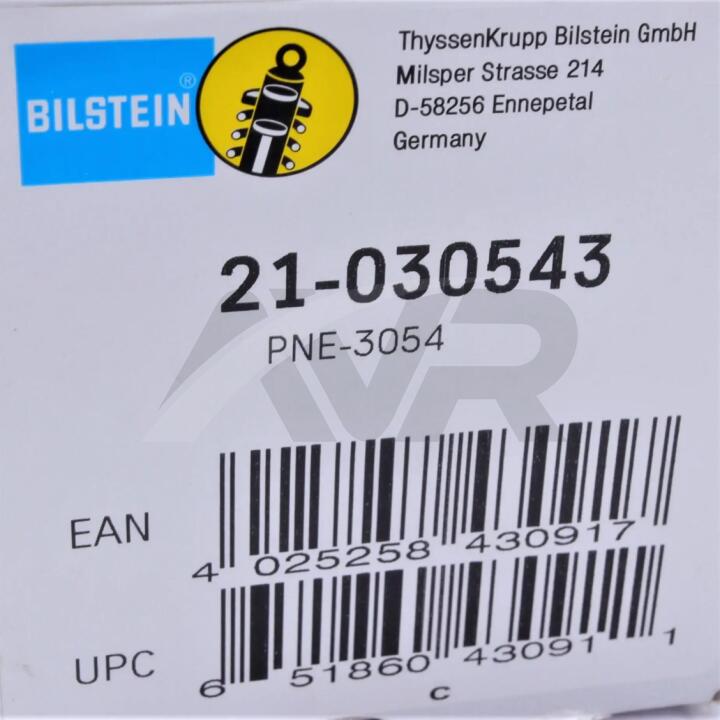 BILSTEIN®
ThyssenKrupp Bilstein GmbH
Milsper Strasse 214
D-58256 Ennepetal
Germany
21-030543
PNE-3054
AVR
EAN
4 025258 430917
UPC
6 51860 43091 1
C